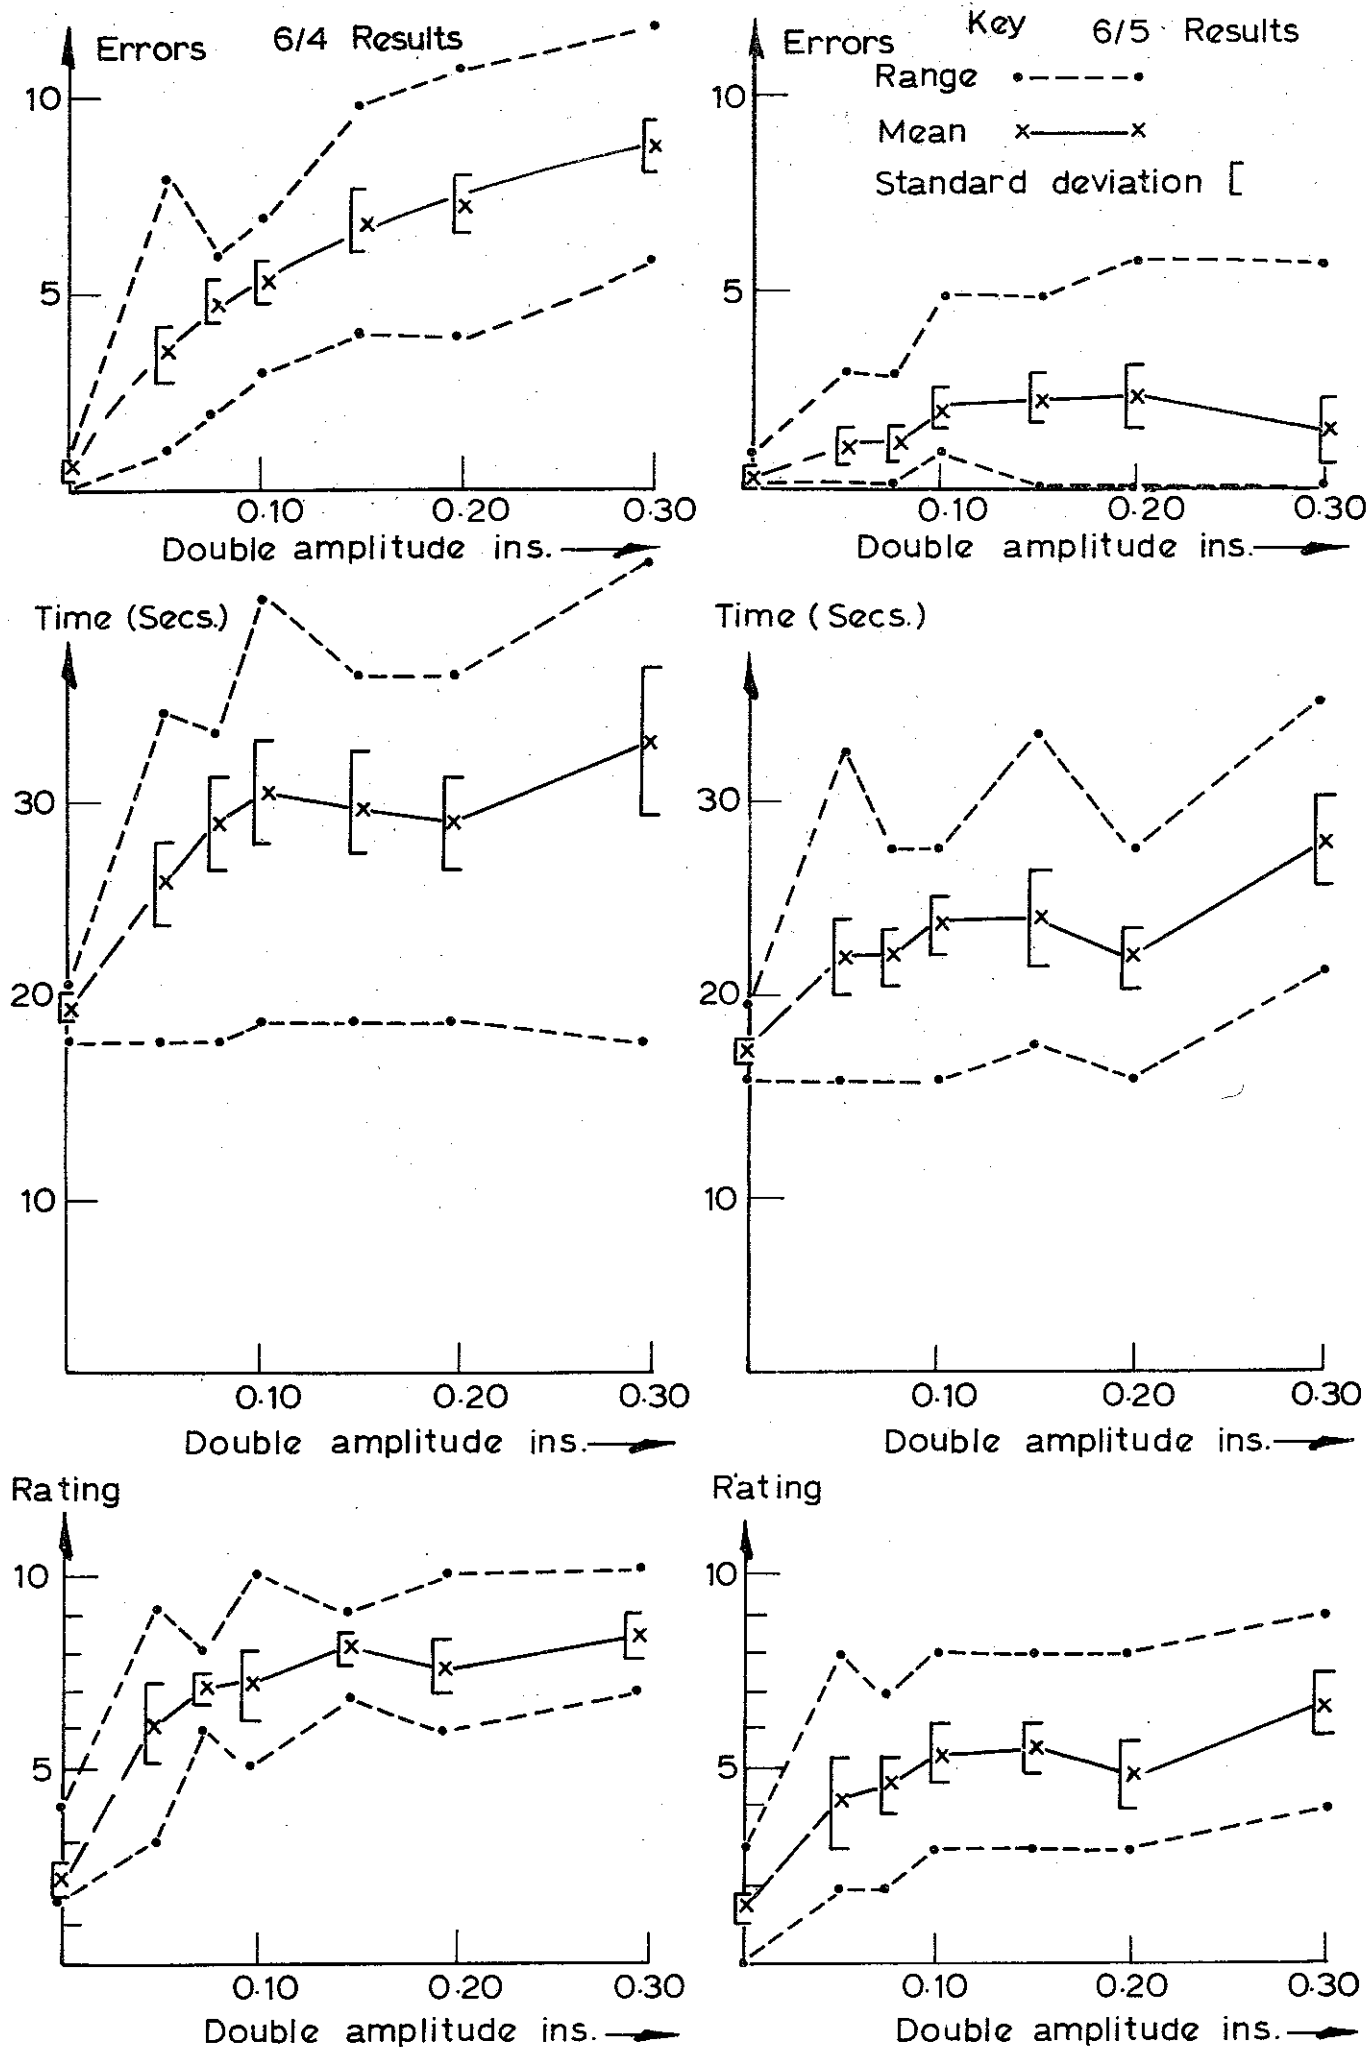 Errors 6/4 Results
10
5
0.10 0.20 0.30
Double amplitude ins.
Errors Key 6/5 Results
Range
10
Mean
Standard deviation [
5
0.10 0.20 0.30
Double amplitude ins.
Time (Secs.)
30
20
10
0.10 0.20 0.30
Double amplitude ins.
Time (Secs.)
30
20
10
0.10 0.20 0.30
Double amplitude ins.
Rating
10
5
0.10 0.20 0.30
Double amplitude ins.
Rating
10
5
0.10 0.20 0.30
Double amplitude ins.